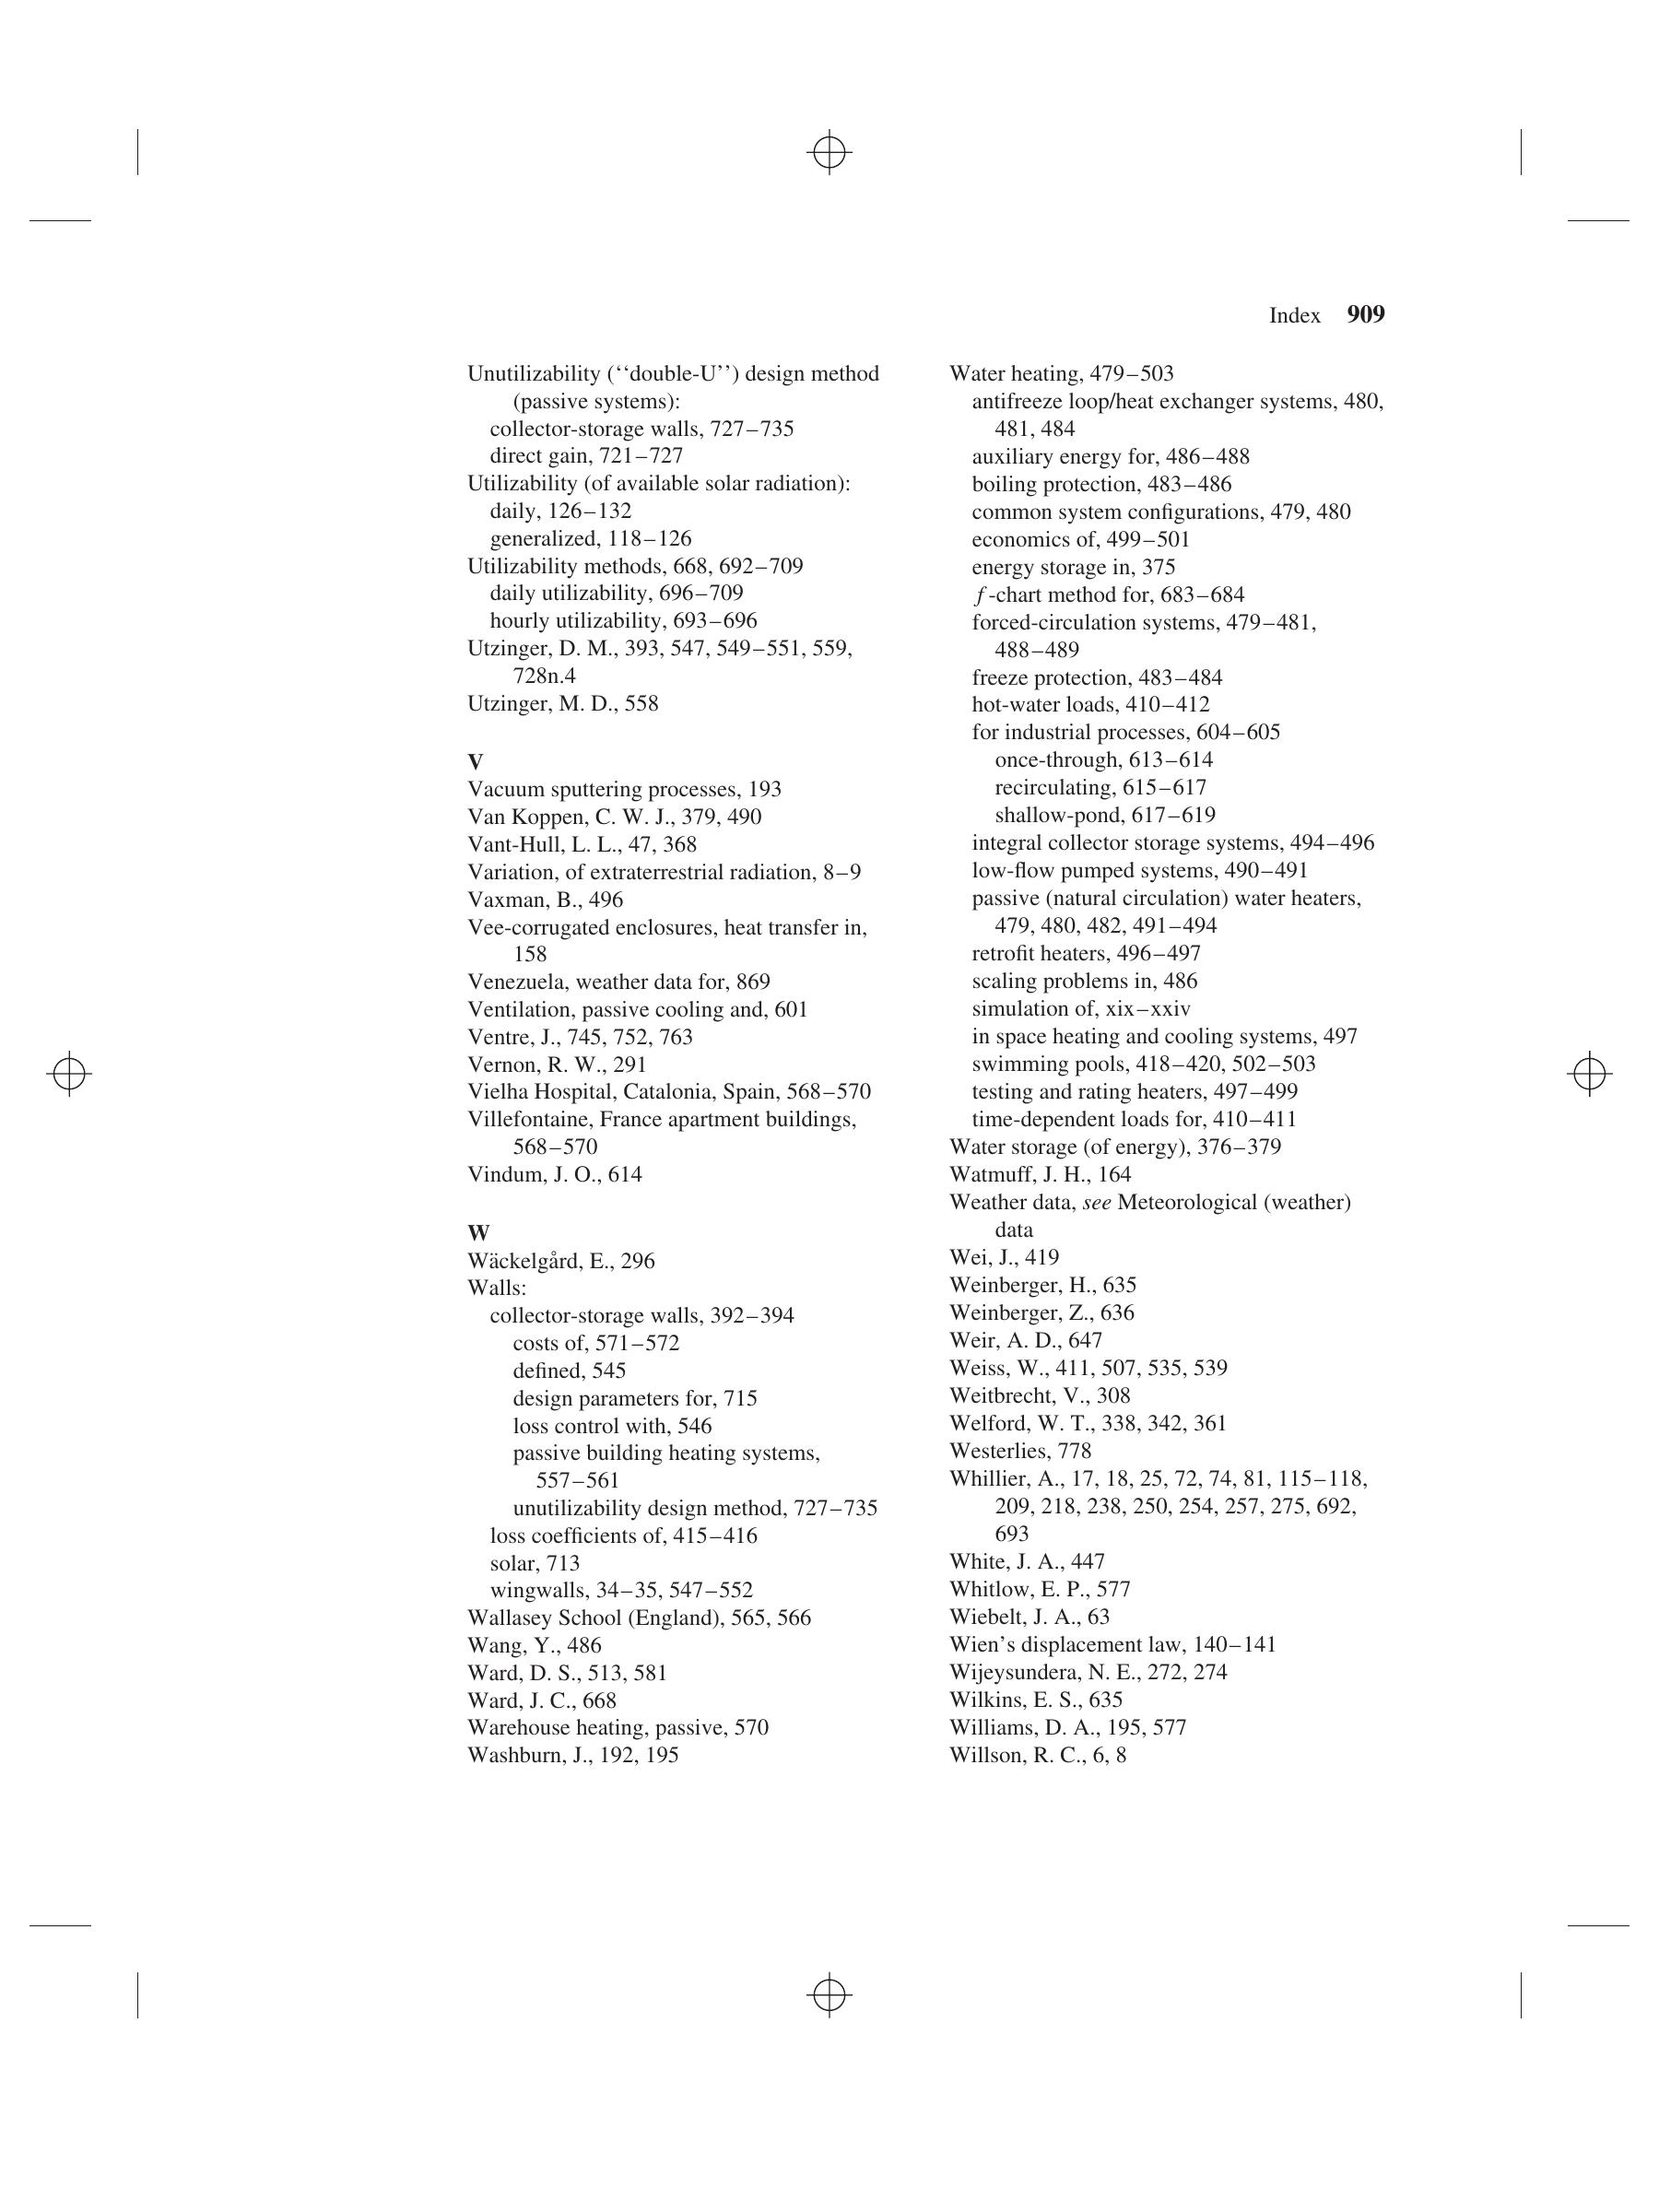 Index 909
Unutilizability (‘‘double-U’’) design method
(passive systems):
collector-storage walls, 727–735
direct gain, 721–727
Utilizability (of available solar radiation):
daily, 126–132
generalized, 118–126
Utilizability methods, 668, 692–709
daily utilizability, 696–709
hourly utilizability, 693–696
Utzinger, D. M., 393, 547, 549–551, 559,
728n.4
Utzinger, M. D., 558
V
Vacuum sputtering processes, 193
Van Koppen, C. W. J., 379, 490
Vant-Hull, L. L., 47, 368
Variation, of extraterrestrial radiation, 8–9
Vaxman, B., 496
Vee-corrugated enclosures, heat transfer in,
158
Venezuela, weather data for, 869
Ventilation, passive cooling and, 601
Ventre, J., 745, 752, 763
Vernon, R. W., 291
Vielha Hospital, Catalonia, Spain, 568–570
Villefontaine, France apartment buildings,
568–570
Vindum, J. O., 614
W
Wäckelgård, E., 296
Walls:
collector-storage walls, 392–394
costs of, 571–572
defined, 545
design parameters for, 715
loss control with, 546
passive building heating systems,
557–561
unutilizability design method, 727–735
loss coefficients of, 415–416
solar, 713
wingwalls, 34–35, 547–552
Wallasey School (England), 565, 566
Wang, Y., 486
Ward, D. S., 513, 581
Ward, J. C., 668
Warehouse heating, passive, 570
Washburn, J., 192, 195
Water heating, 479–503
antifreeze loop/heat exchanger systems, 480,
481, 484
auxiliary energy for, 486–488
boiling protection, 483–486
common system configurations, 479, 480
economics of, 499–501
energy storage in, 375
f-chart method for, 683–684
forced-circulation systems, 479–481,
488–489
freeze protection, 483–484
hot-water loads, 410–412
for industrial processes, 604–605
once-through, 613–614
recirculating, 615–617
shallow-pond, 617–619
integral collector storage systems, 494–496
low-flow pumped systems, 490–491
passive (natural circulation) water heaters,
479, 480, 482, 491–494
retrofit heaters, 496–497
scaling problems in, 486
simulation of, xix–xxiv
in space heating and cooling systems, 497
swimming pools, 418–420, 502–503
testing and rating heaters, 497–499
time-dependent loads for, 410–411
Water storage (of energy), 376–379
Watmuff, J. H., 164
Weather data, see Meteorological (weather)
data
Wei, J., 419
Weinberger, H., 635
Weinberger, Z., 636
Weir, A. D., 647
Weiss, W., 411, 507, 535, 539
Weitbrecht, V., 308
Welford, W. T., 338, 342, 361
Westerlies, 778
Whillier, A., 17, 18, 25, 72, 74, 81, 115–118,
209, 218, 238, 250, 254, 257, 275, 692,
693
White, J. A., 447
Whitlow, E. P., 577
Wiebelt, J. A., 63
Wien’s displacement law, 140–141
Wijeysundera, N. E., 272, 274
Wilkins, E. S., 635
Williams, D. A., 195, 577
Willson, R. C., 6, 8